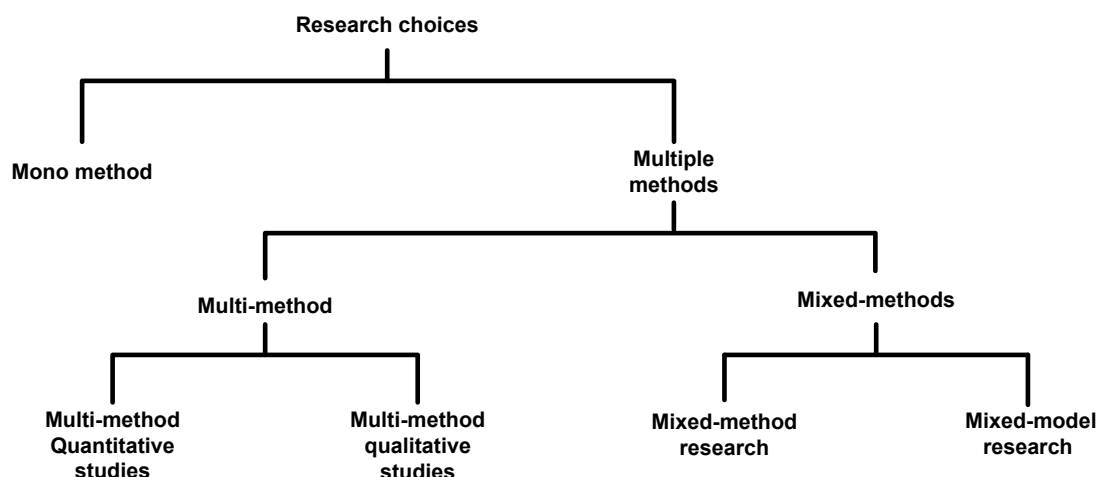 Research choices
Mono method
Multiple
methods
Multi-method
Mixed-methods
Multi-method
Quantitative
studies
Multi-method
qualitative
studies
Mixed-method
research
Mixed-model
research